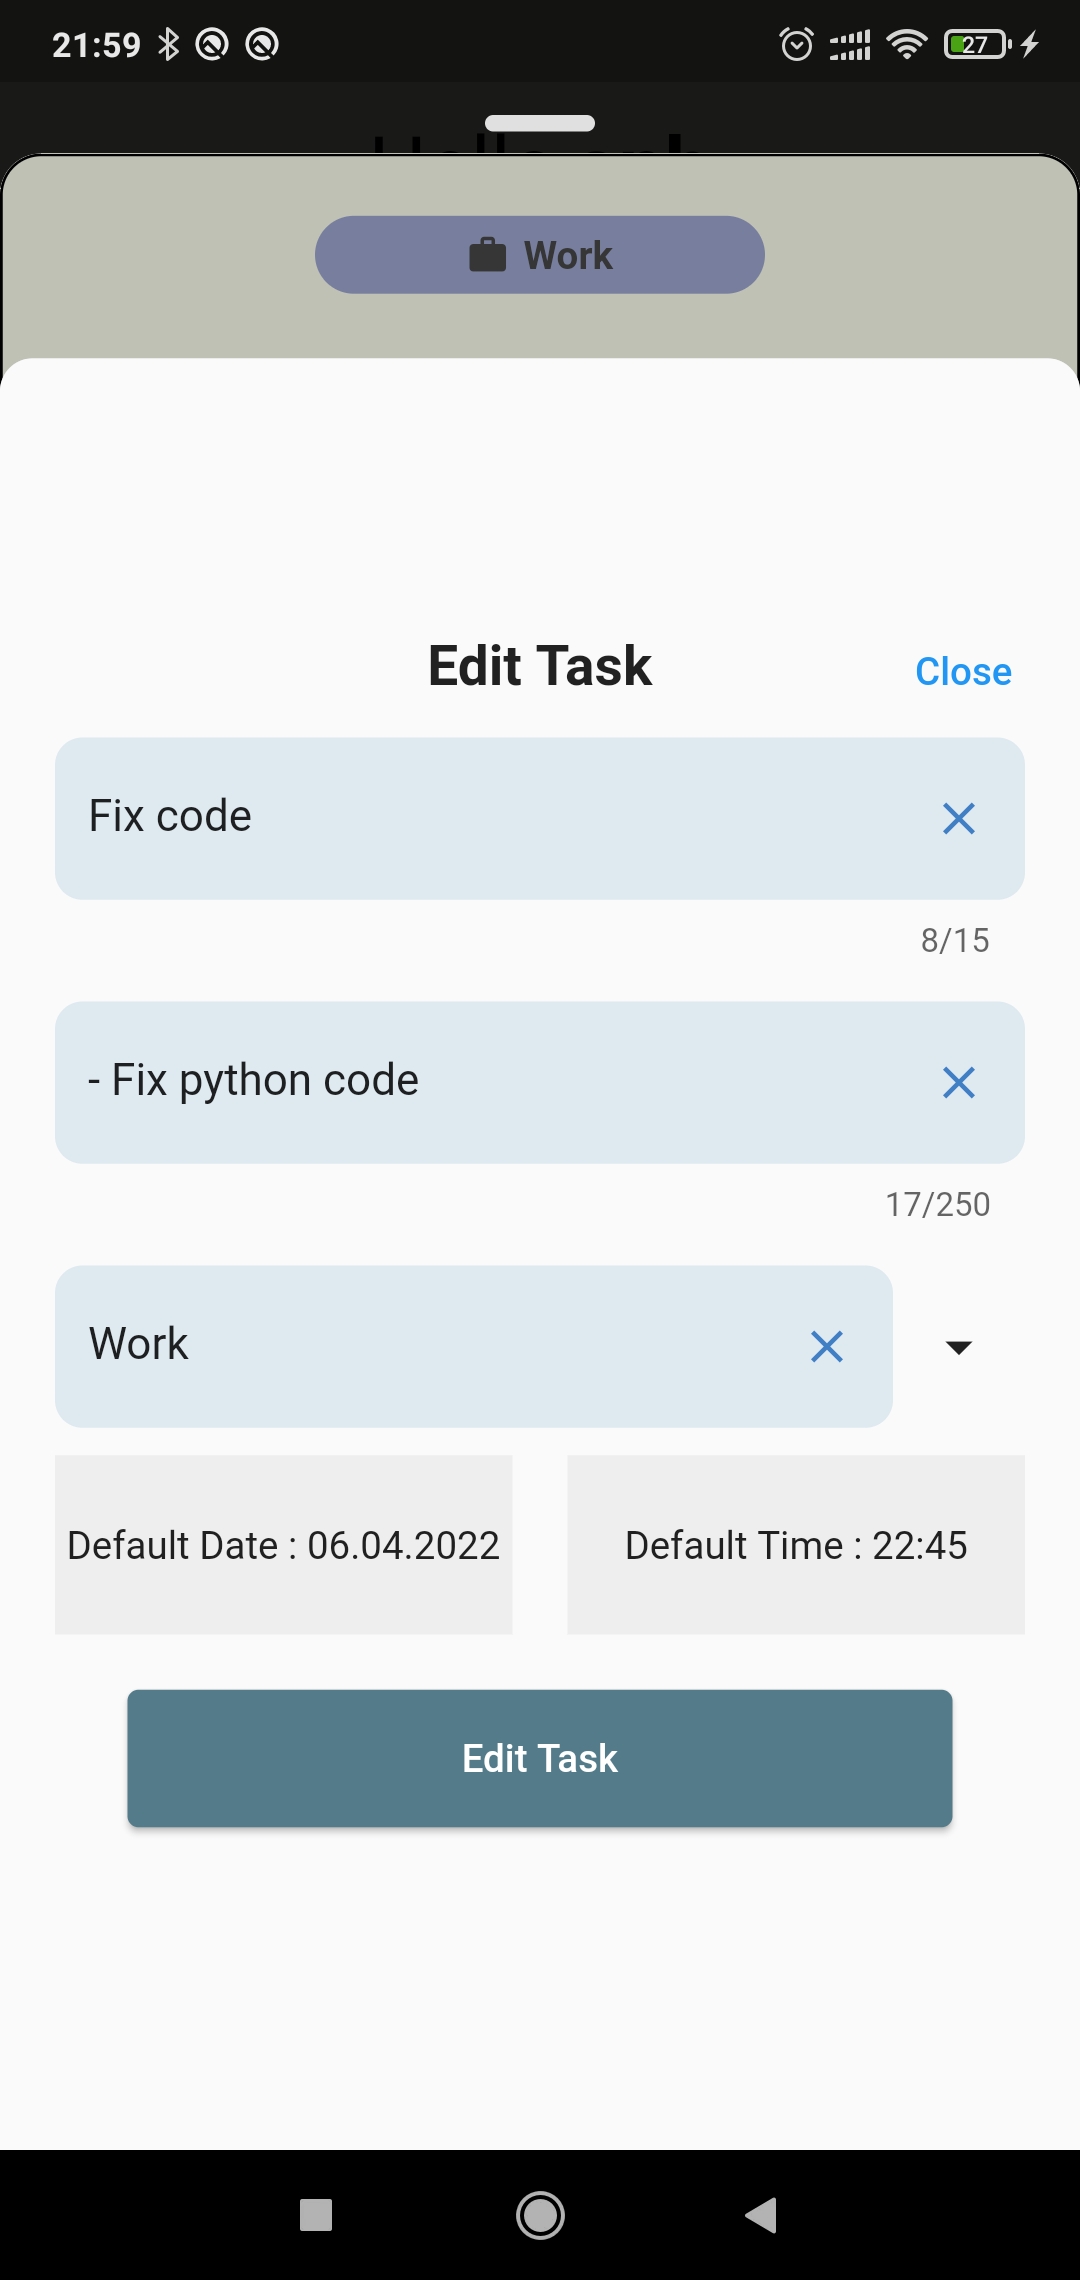 21:59
27
Work
Edit Task
Close
Fix code
8/15
- Fix python code
17/250
Work
Default Date : 06.04.2022
Default Time : 22:45
Edit Task